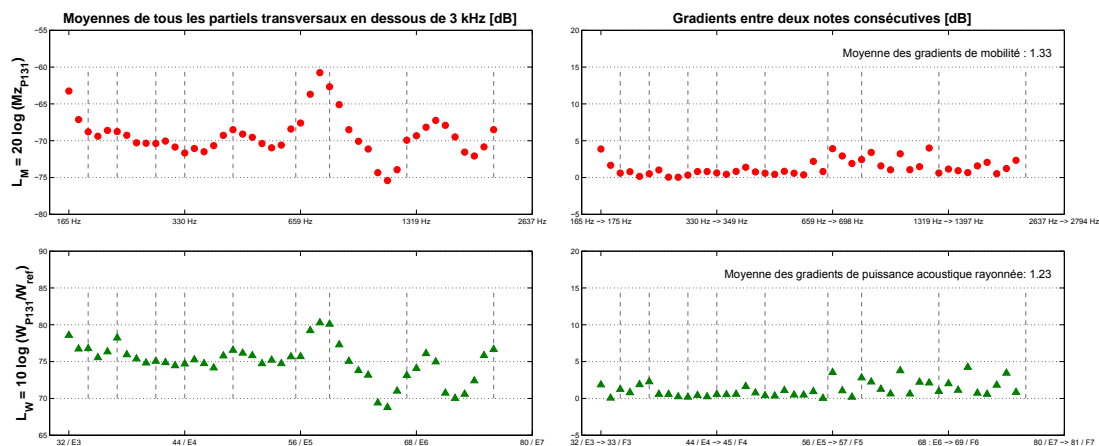 Moyennes de tous les partiels transversaux en dessous de 3 kHz [dB]
L_M = 20 log (Mz_P131)
−55
−60
−65
−70
−75
−80
165 Hz 330 Hz 659 Hz 1319 Hz 2637 Hz
Gradients entre deux notes consécutives [dB]
Moyenne des gradients de mobilité : 1.33
20
15
10
5
0
−5
165 Hz −> 175 Hz 330 Hz −> 349 Hz 659 Hz −> 698 Hz 1319 Hz −> 1397 Hz 2637 Hz −> 2794 Hz
L_W = 10 log (W_P131/W_ref)
90
85
80
75
70
65
32 / E3 44 / E4 56 / E5 68 / E6 80 / E7
Moyenne des gradients de puissance acoustique rayonnée: 1.23
20
15
10
5
0
−5
32 / E3 −> 33 / F3 44 / E4 −> 45 / F4 56 / E5 −> 57 / F5 68 : E6 −> 69 / F6 80 / E7 −> 81 / F7